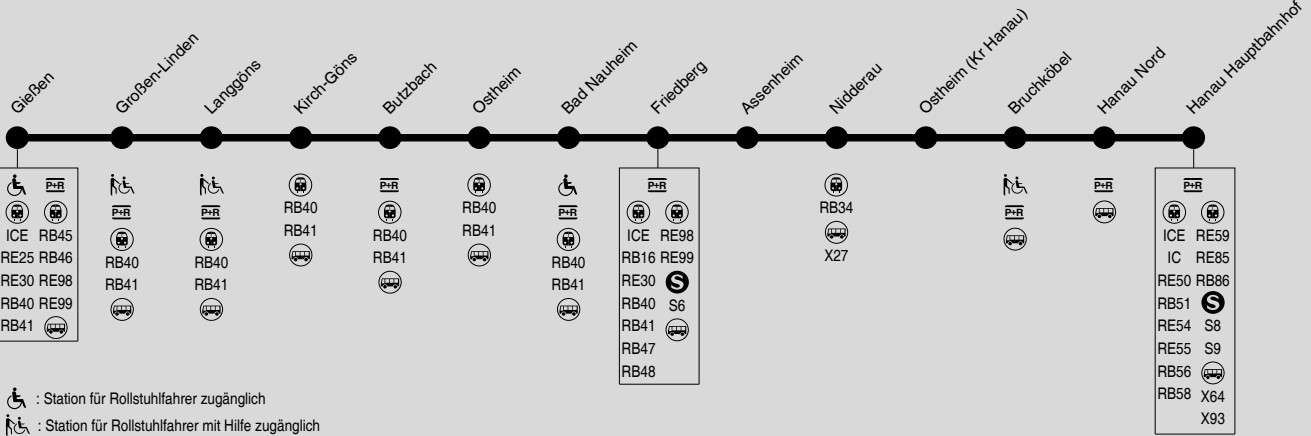 Gießen
Großen-Linden
Langgöns
Kirch-Göns
Butzbach
Ostheim
Bad Nauheim
Friedberg
Assenheim
Nidderau
Ostheim (Kr Hanau)
Bruchköbel
Hanau Nord
Hanau Hauptbahnhof
P+R
ICE RB45
RE25 RB46
RE30 RE98
RB40 RE99
RB41
P+R
RB40
RB41
P+R
RB40
RB41
RB40
RB41
P+R
RB40
RB41
RB40
RB41
P+R
RB40
RB41
P+R
ICE RE98
RB16 RE99
RE30 S
RB40 S6
RB41
RB47
RB48
RB34
X27
P+R
P+R
P+R
ICE RE59
IC RE85
RE50 RB86
RB51 S
RE54 S8
RE55 S9
RB56
RB58 X64
X93
: Station für Rollstuhlfahrer zugänglich
: Station für Rollstuhlfahrer mit Hilfe zugänglich